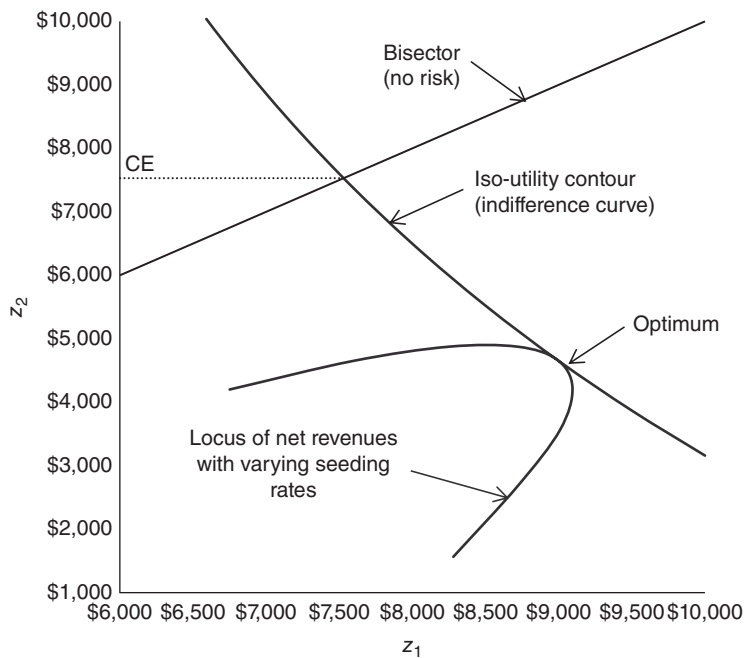 $10,000
$9,000
$8,000
$7,000
$6,000
$5,000
$4,000
$3,000
$2,000
$1,000
z2
CE
Bisector
(no risk)
Iso-utility contour
(indifference curve)
Optimum
Locus of net revenues
with varying seeding
rates
$6,000 $6,500 $7,000 $7,500 $8,000 $8,500 $9,000 $9,500 $10,000
z1